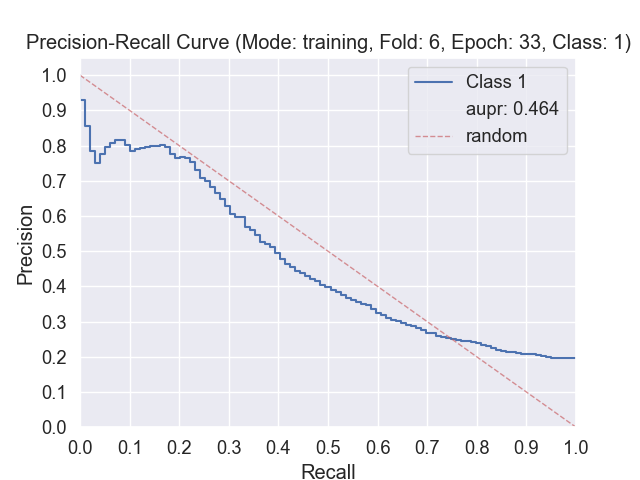 Precision-Recall Curve (Mode: training, Fold: 6, Epoch: 33, Class: 1)
Class 1
aupr: 0.464
random
Precision
1.0
0.9
0.8
0.7
0.6
0.5
0.4
0.3
0.2
0.1
0.0
0.0 0.1 0.2 0.3 0.4 0.5 0.6 0.7 0.8 0.9 1.0
Recall